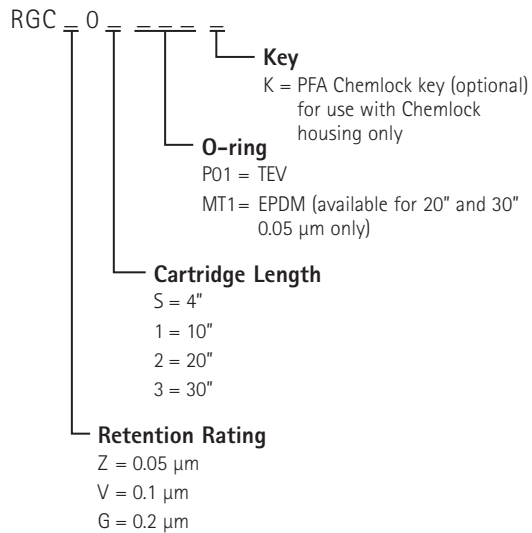 RGC _ 0 _ _ _ _ _
Key
K = PFA Chemlock key (optional)
for use with Chemlock
housing only
O-ring
P01 = TEV
MT1= EPDM (available for 20" and 30"
0.05 µm only)
Cartridge Length
S = 4"
1 = 10"
2 = 20"
3 = 30"
Retention Rating
Z = 0.05 µm
V = 0.1 µm
G = 0.2 µm